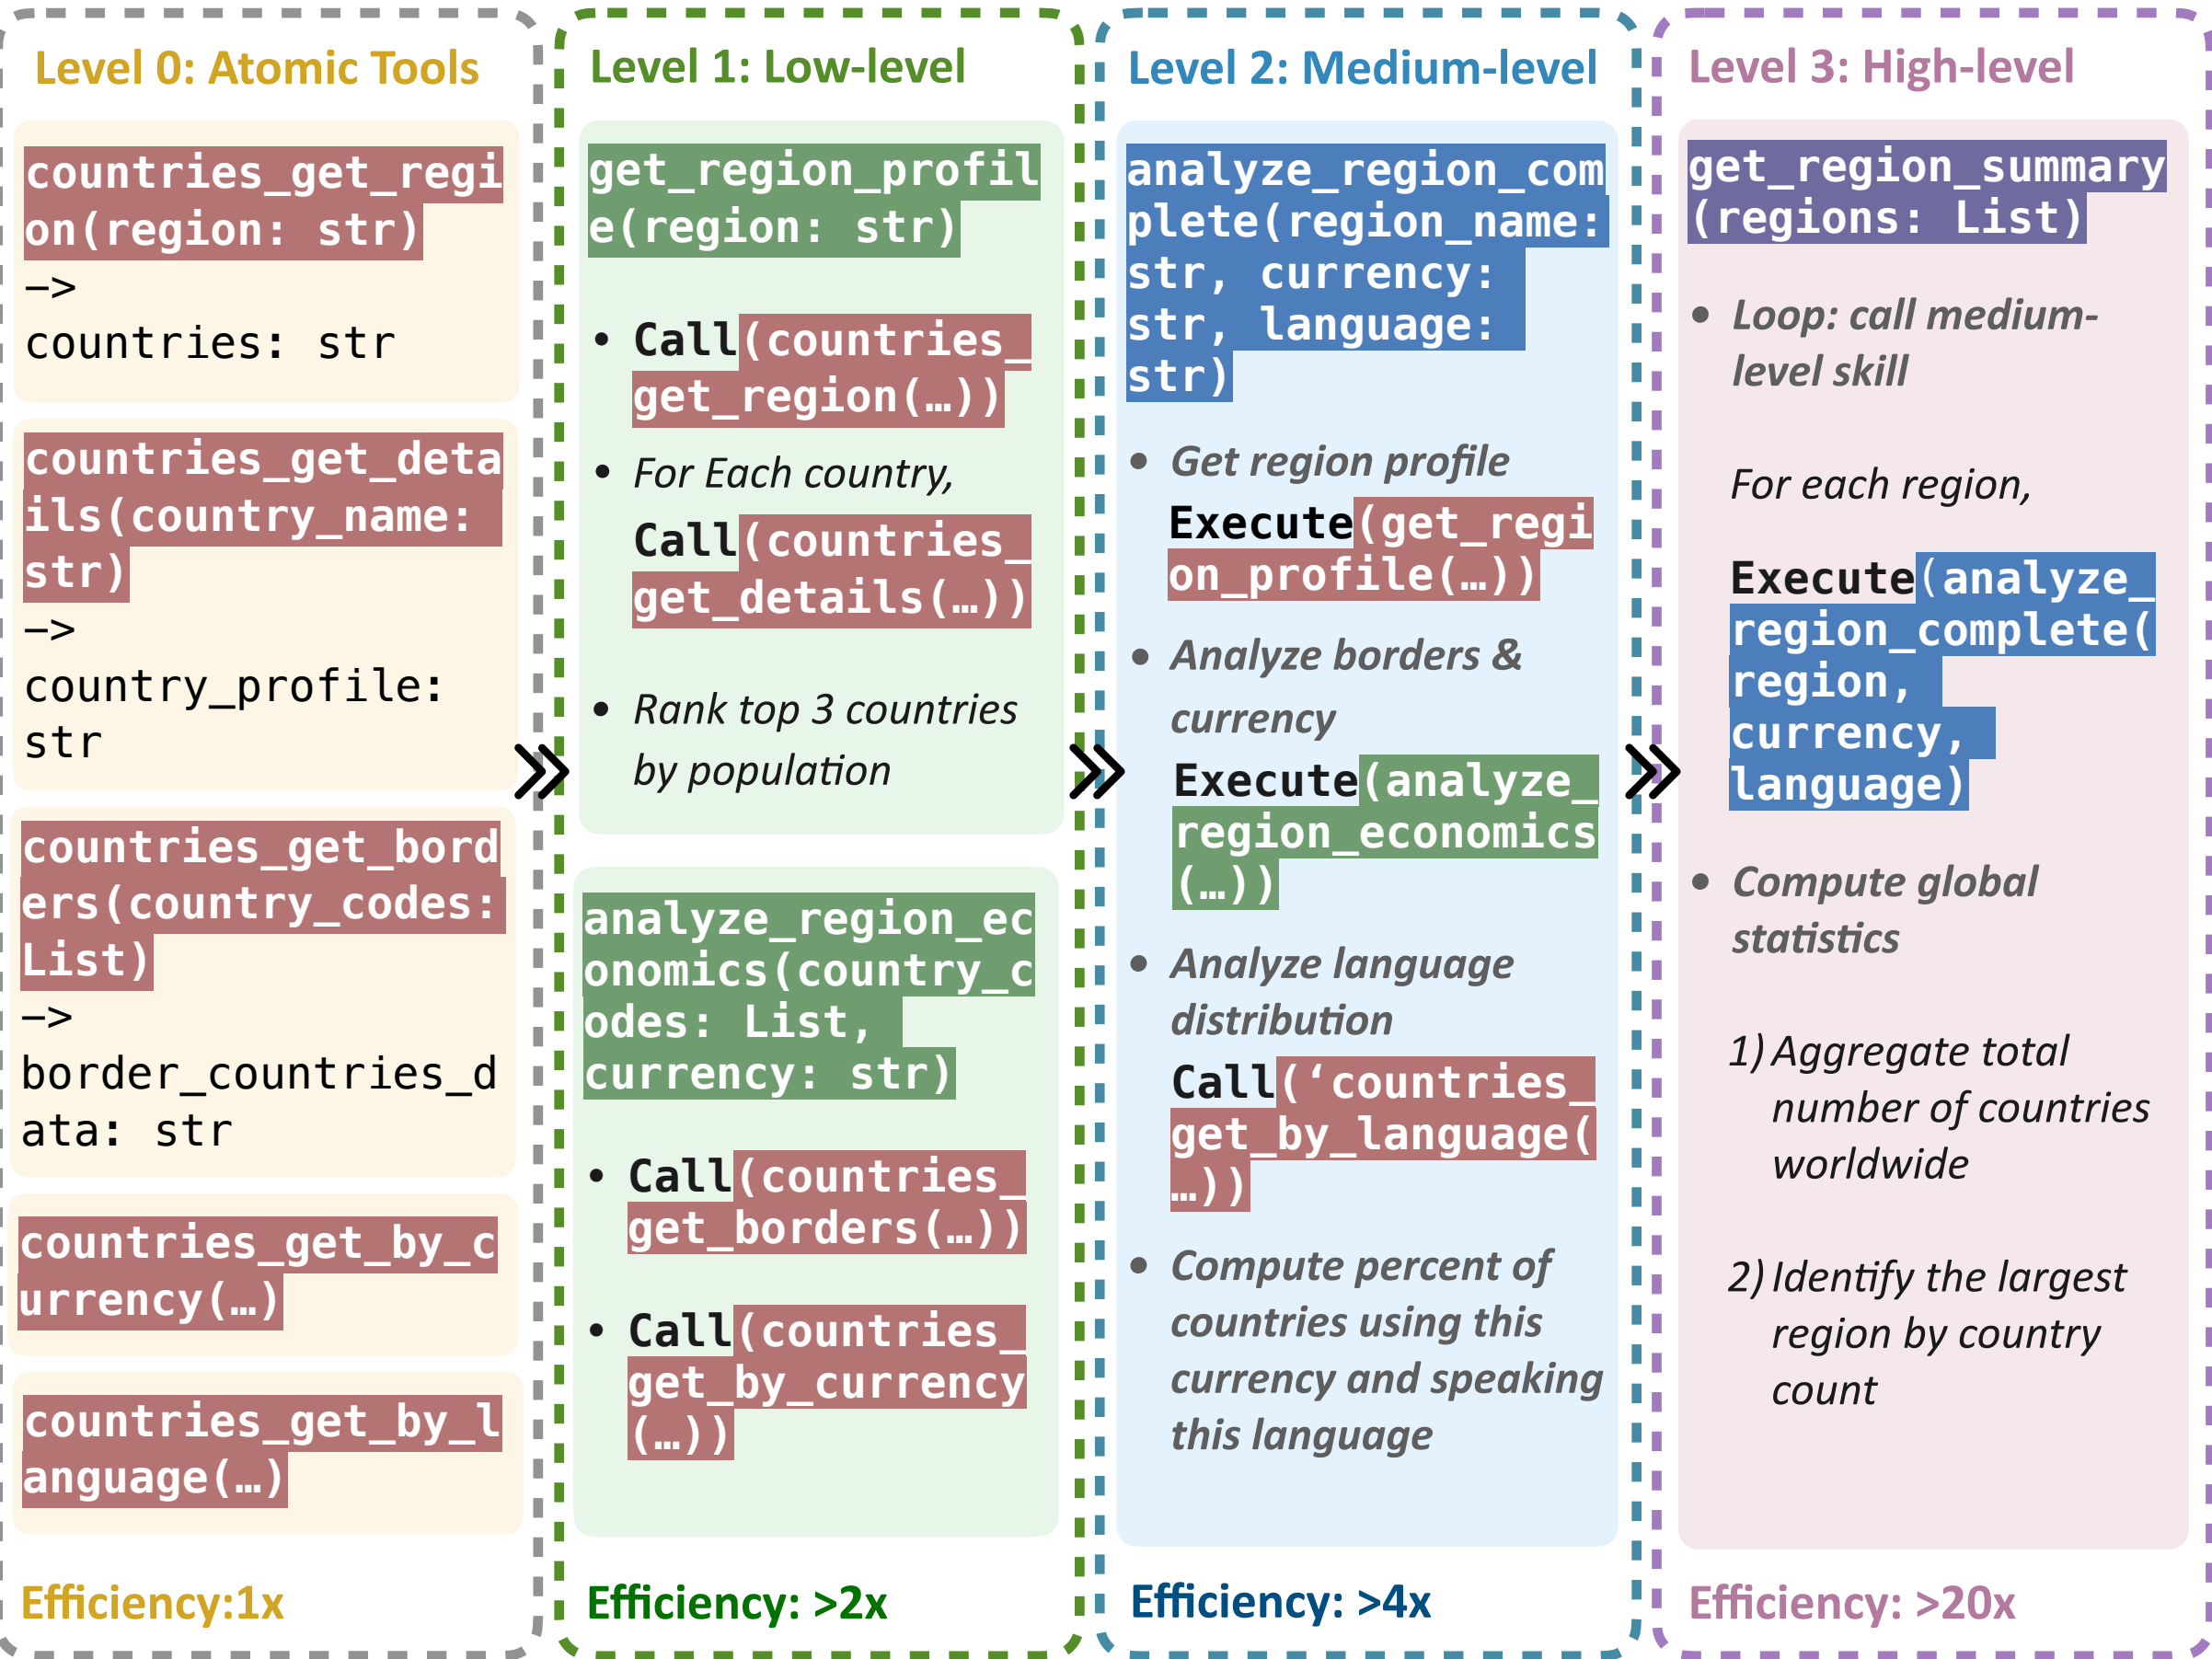 Level 0: Atomic Tools
countries_get_regi
on(region: str)
—>
countries: str
countries_get_deta
ils(country_name:
str)
—>
country_profile:
str
countries_get_bord
ers(country_codes:
List)
—>
border_countries_d
ata: str
countries_get_by_c
urrency(…)
countries_get_by_l
anguage(…)
Efficiency:1x
Level 1: Low-level
get_region_profil
e(region: str)
• Call(countries_
get_region(…))
• For Each country,
Call(countries_
get_details(…))
• Rank top 3 countries
by population
analyze_region_ec
onomics(country_c
odes: List,
currency: str)
• Call(countries_
get_borders(…))
• Call(countries_
get_by_currency
(…))
Efficiency: >2x
Level 2: Medium-level
analyze_region_com
plete(region_name:
str, currency:
str, language:
str)
• Get region profile
Execute(get_regi
on_profile(…))
• Analyze borders &
currency
Execute(analyze_
region_economics
(…))
• Analyze language
distribution
Call(‘countries_
get_by_language(
…))
• Compute percent of
countries using this
currency and speaking
this language
Efficiency: >4x
Level 3: High-level
get_region_summary
(regions: List)
• Loop: call medium-
level skill
For each region,
Execute(analyze_
region_complete(
region,
currency,
language)
• Compute global
statistics
1) Aggregate total
number of countries
worldwide
2) Identify the largest
region by country
count
Efficiency: >20x